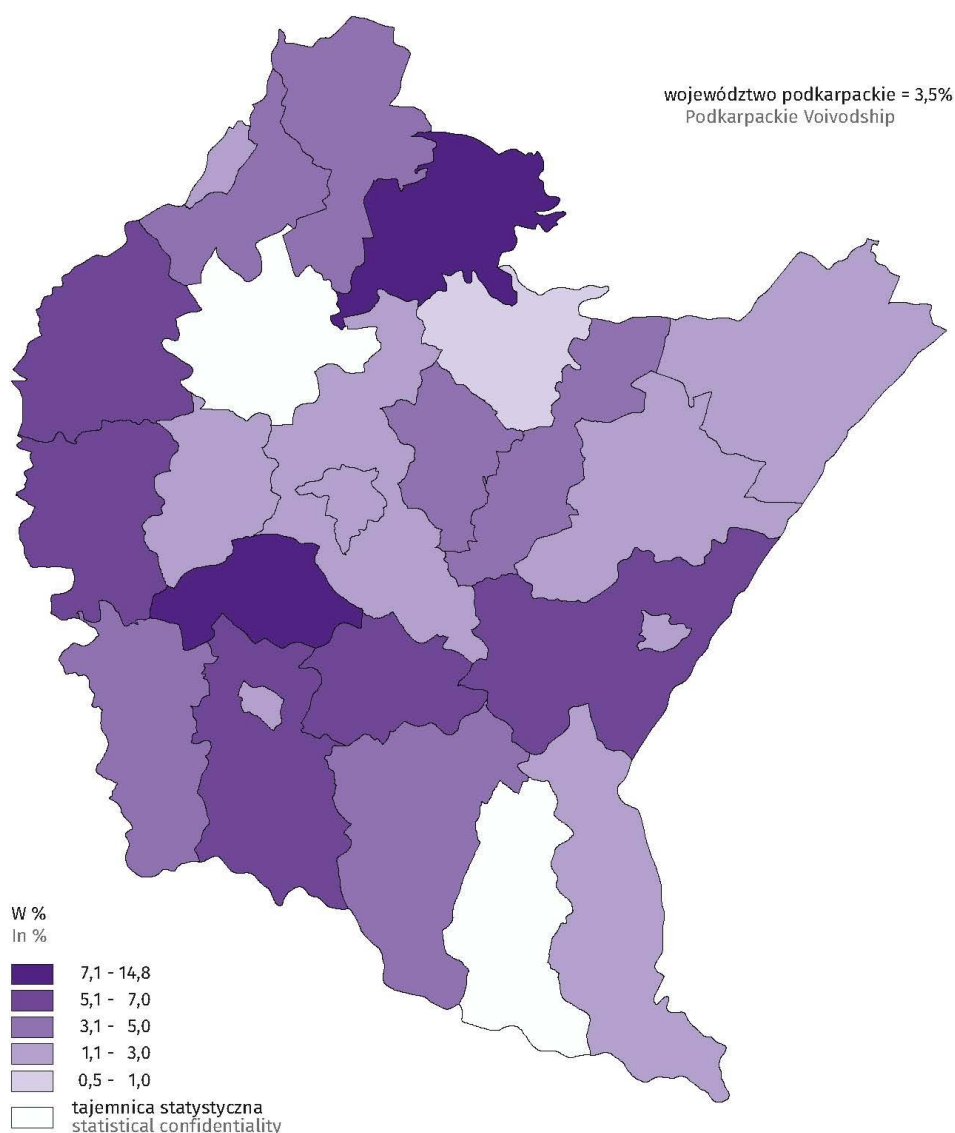 województwo podkarpackie = 3,5%
Podkarpackie Voivodship
W %
In %
7,1 - 14,8
5,1 - 7,0
3,1 - 5,0
1,1 - 3,0
0,5 - 1,0
tajemnica statystyczna
statistical confidentiality